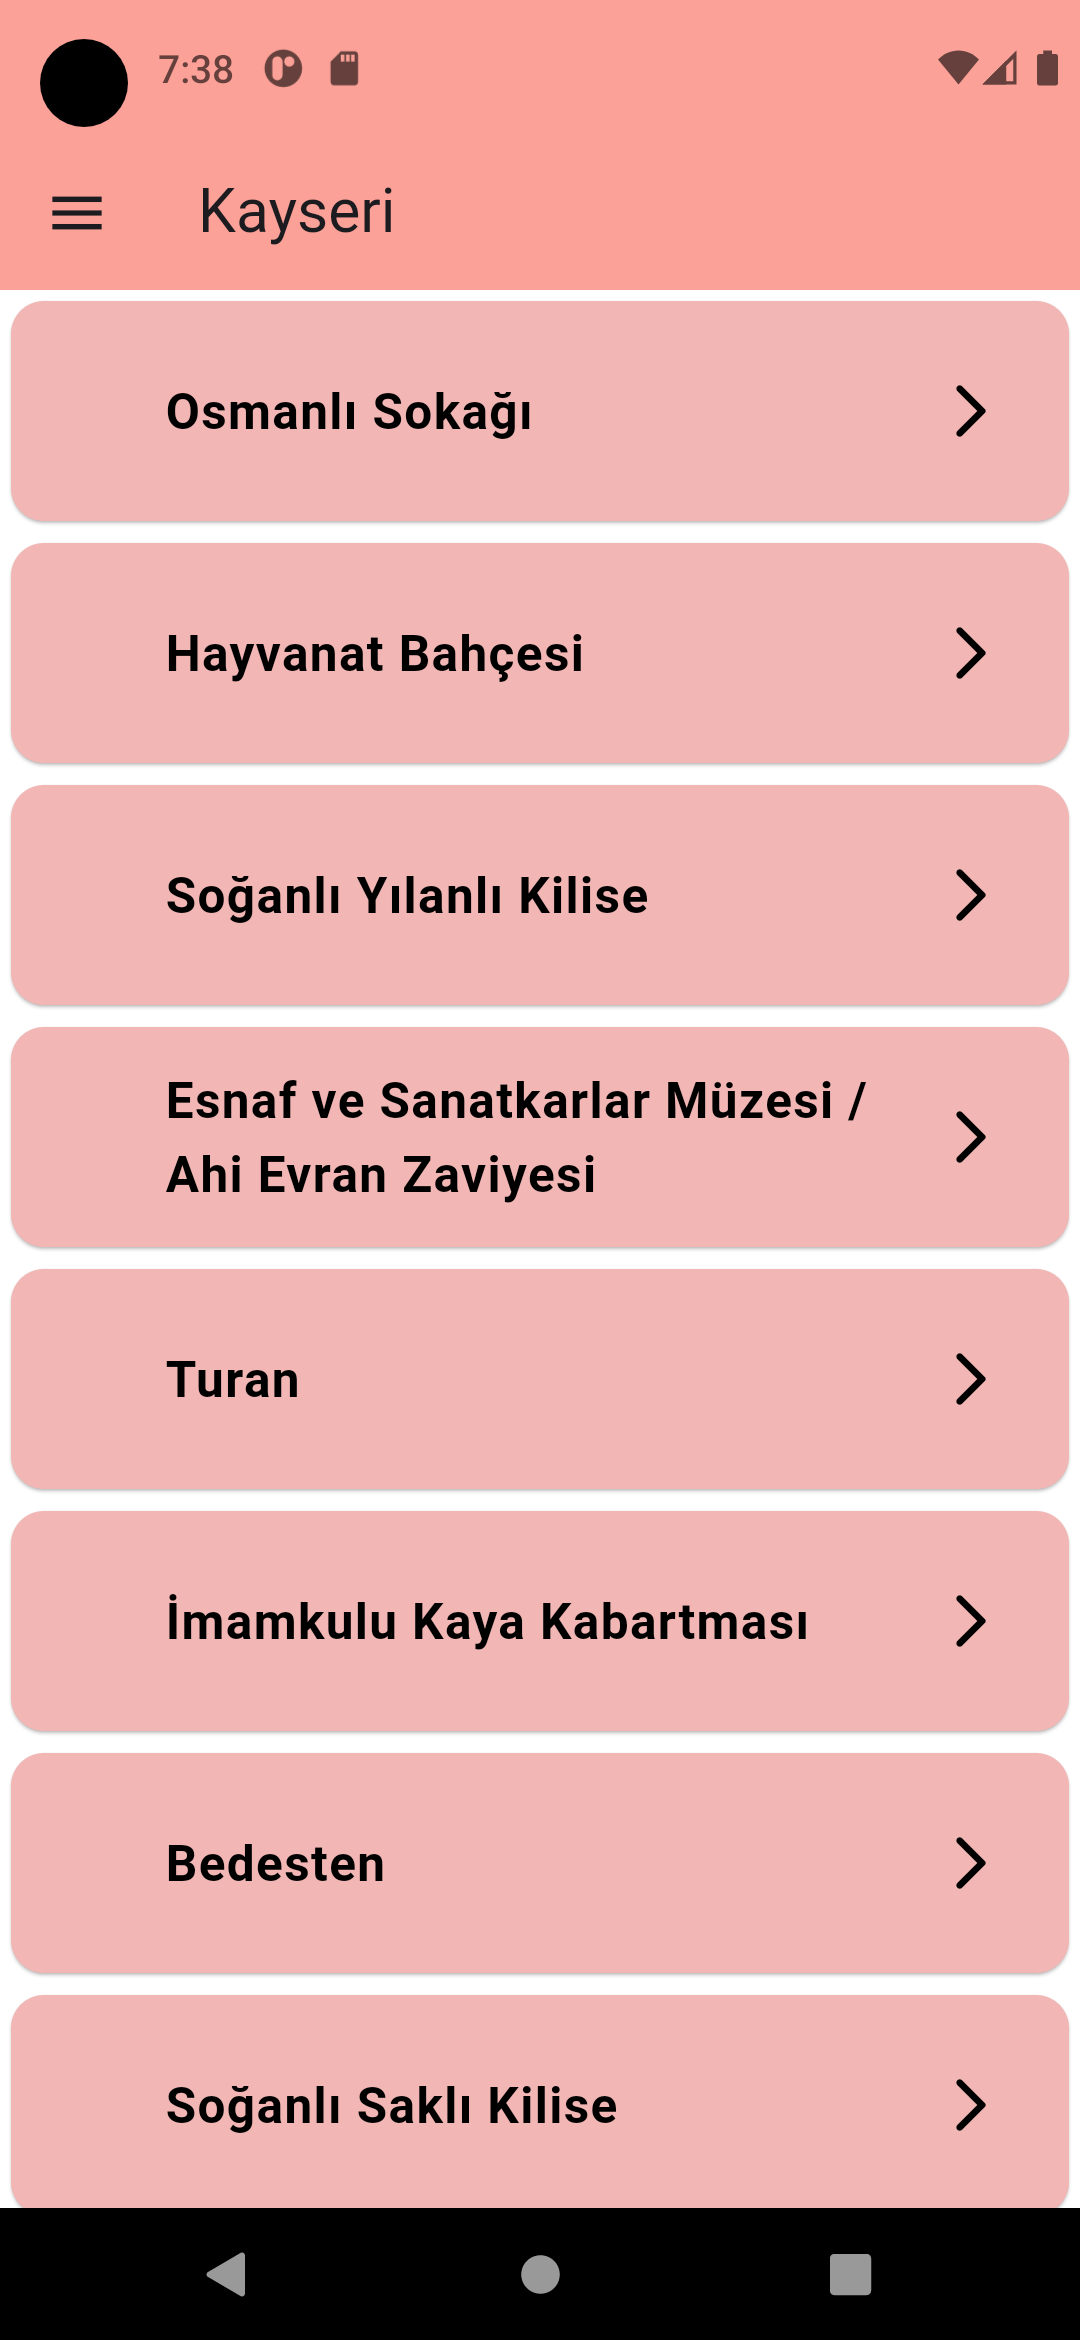 7:38
Kayseri
Osmanlı Sokağı
Hayvanat Bahçesi
Soğanlı Yılanlı Kilise
Esnaf ve Sanatkarlar Müzesi /
Ahi Evran Zaviyesi
Turan
İmamkulu Kaya Kabartması
Bedesten
Soğanlı Saklı Kilise